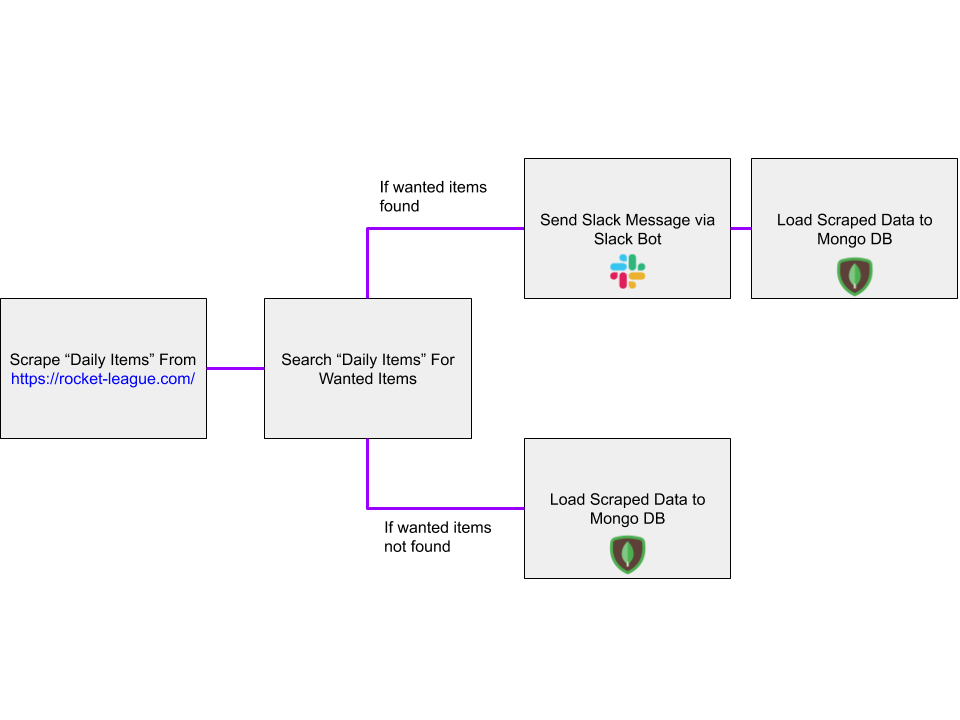 If wanted items
found
Send Slack Message via
Slack Bot
Load Scraped Data to
Mongo DB
Scrape “Daily Items” From
https://rocket-league.com/
Search “Daily Items” For
Wanted Items
Load Scraped Data to
Mongo DB
If wanted items
not found